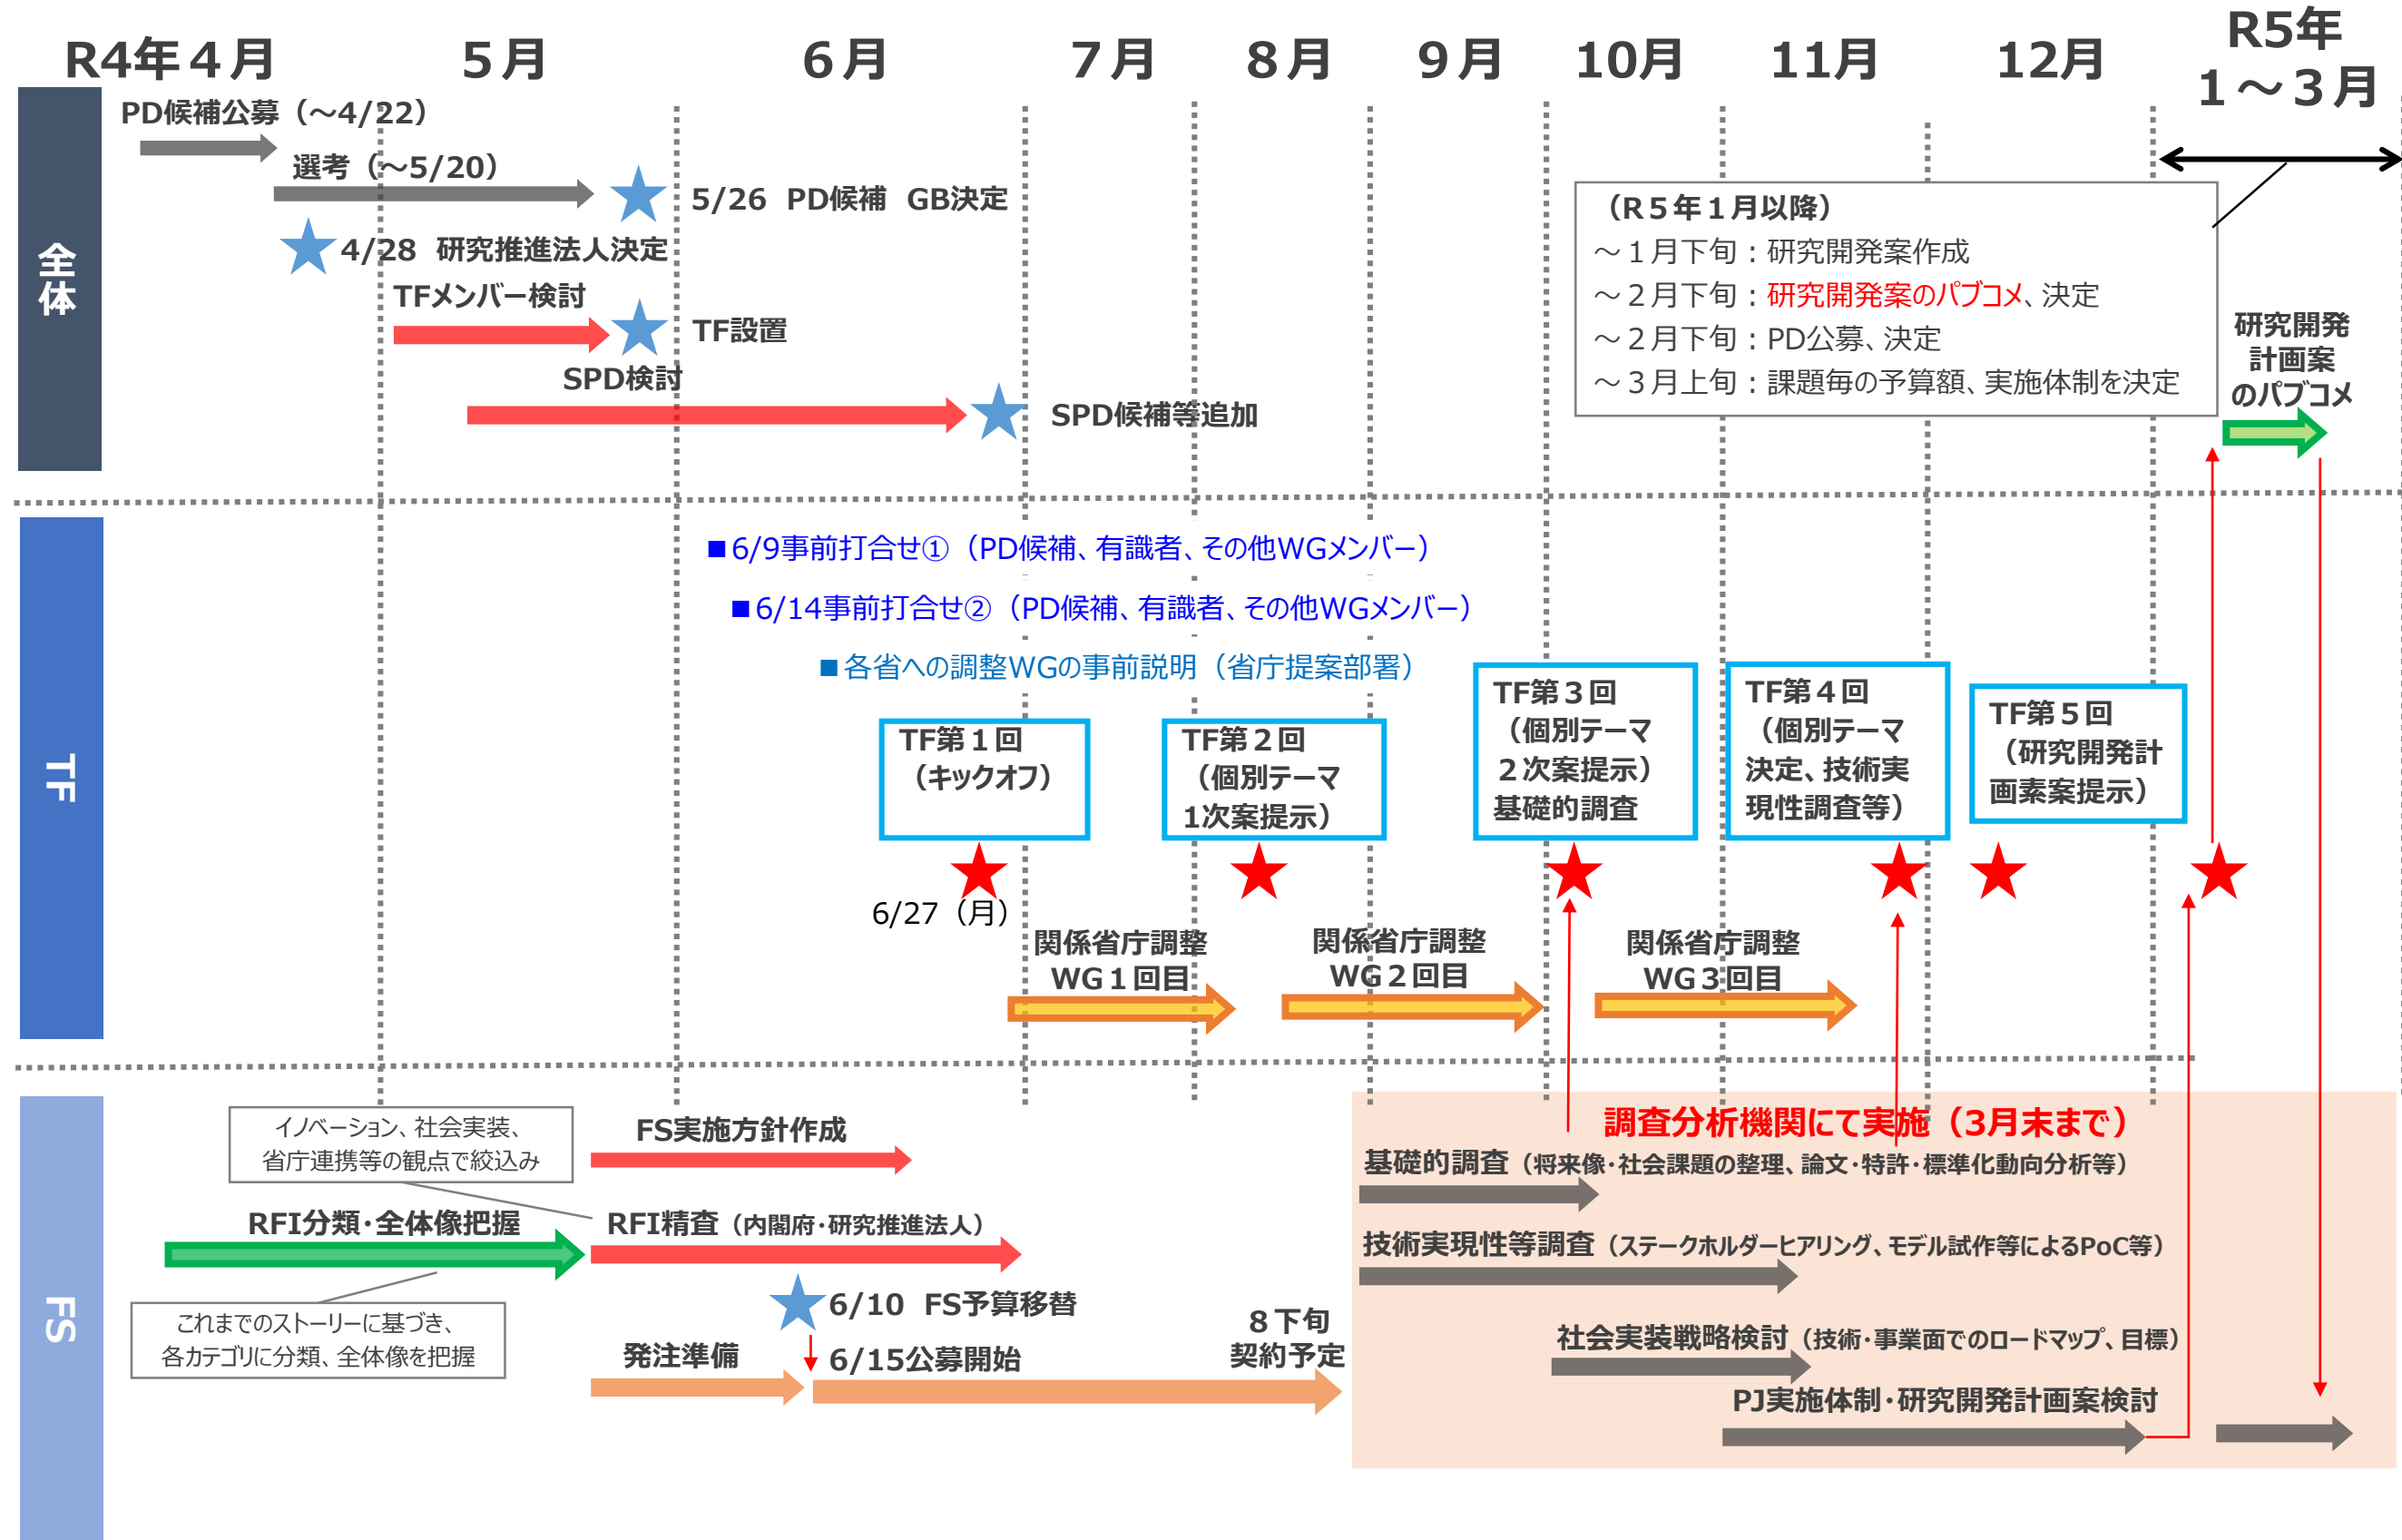 R4年４月
５月
６月
７月
８月
９月
10月
11月
12月
R5年
１～３月
全体
PD候補公募（～4/22）
選考（～5/20）
5/26 PD候補 GB決定
4/28 研究推進法人決定
TFメンバー検討
TF設置
SPD検討
SPD候補等追加
（R５年１月以降）
～１月下旬：研究開発案作成
～２月下旬：研究開発案のパブコメ、決定
～２月下旬：PD公募、決定
～３月上旬：課題毎の予算額、実施体制を決定
研究開発
計画案
のパブコメ
TF
■6/9事前打合せ①（PD候補、有識者、その他WGメンバー）
■6/14事前打合せ②（PD候補、有識者、その他WGメンバー）
■各省への調整WGの事前説明（省庁提案部署）
TF第１回
（キックオフ）
TF第２回
（個別テーマ
1次案提示）
TF第３回
（個別テーマ
２次案提示）
基礎的調査
TF第４回
（個別テーマ
決定、技術実
現性調査等）
TF第５回
（研究開発計
画素案提示）
6/27（月）
関係省庁調整
WG１回目
関係省庁調整
WG２回目
関係省庁調整
WG３回目
FS
イノベーション、社会実装、
省庁連携等の観点で絞込み
FS実施方針作成
RFI分類・全体像把握
RFI精査（内閣府・研究推進法人）
これまでのストーリーに基づき、
各カテゴリに分類、全体像を把握
6/10 FS予算移替
発注準備
6/15公募開始
８下旬
契約予定
調査分析機関にて実施（3月末まで）
基礎的調査（将来像・社会課題の整理、論文・特許・標準化動向分析等）
技術実現性等調査（ステークホルダーヒアリング、モデル試作等によるPoC等）
社会実装戦略検討（技術・事業面でのロードマップ、目標）
PJ実施体制・研究開発計画案検討